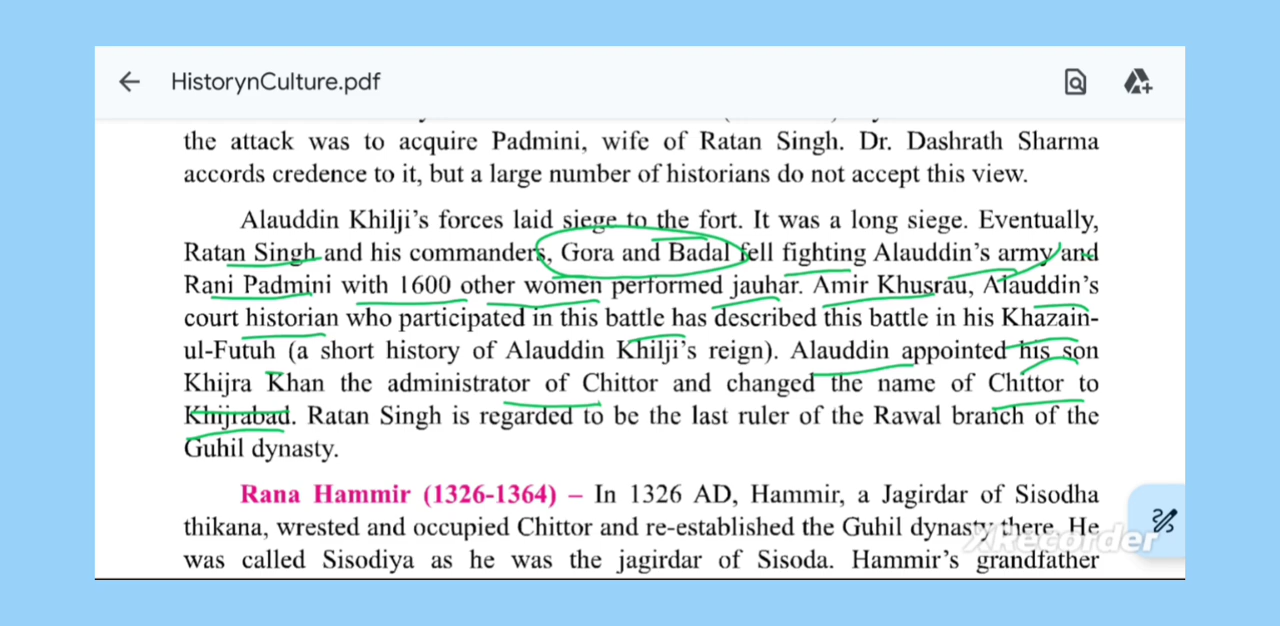 HistorynCulture.pdf
the attack was to acquire Padmini, wife of Ratan Singh. Dr. Dashrath Sharma
accords credence to it, but a large number of historians do not accept this view.
Alauddin Khilji's forces laid siege to the fort. It was a long siege. Eventually,
Ratan Singh and his commanders, Gora and Badal fell fighting Alauddin's army and
Rani Padmini with 1600 other women performed jauhar. Amir Khusrau, Alauddin's
court historian who participated in this battle has described this battle in his Khazain-
ul-Futuh (a short history of Alauddin Khilji's reign). Alauddin appointed his son
Khijra Khan the administrator of Chittor and changed the name of Chittor to
Khijrabad. Ratan Singh is regarded to be the last ruler of the Rawal branch of the
Guhil dynasty.
Rana Hammir (1326-1364) – In 1326 AD, Hammir, a Jagirdar of Sisodha
thikana, wrested and occupied Chittor and re-established the Guhil dynasty there. He
was called Sisodiya as he was the jagirdar of Sisoda. Hammir's grandfather
XRecorder